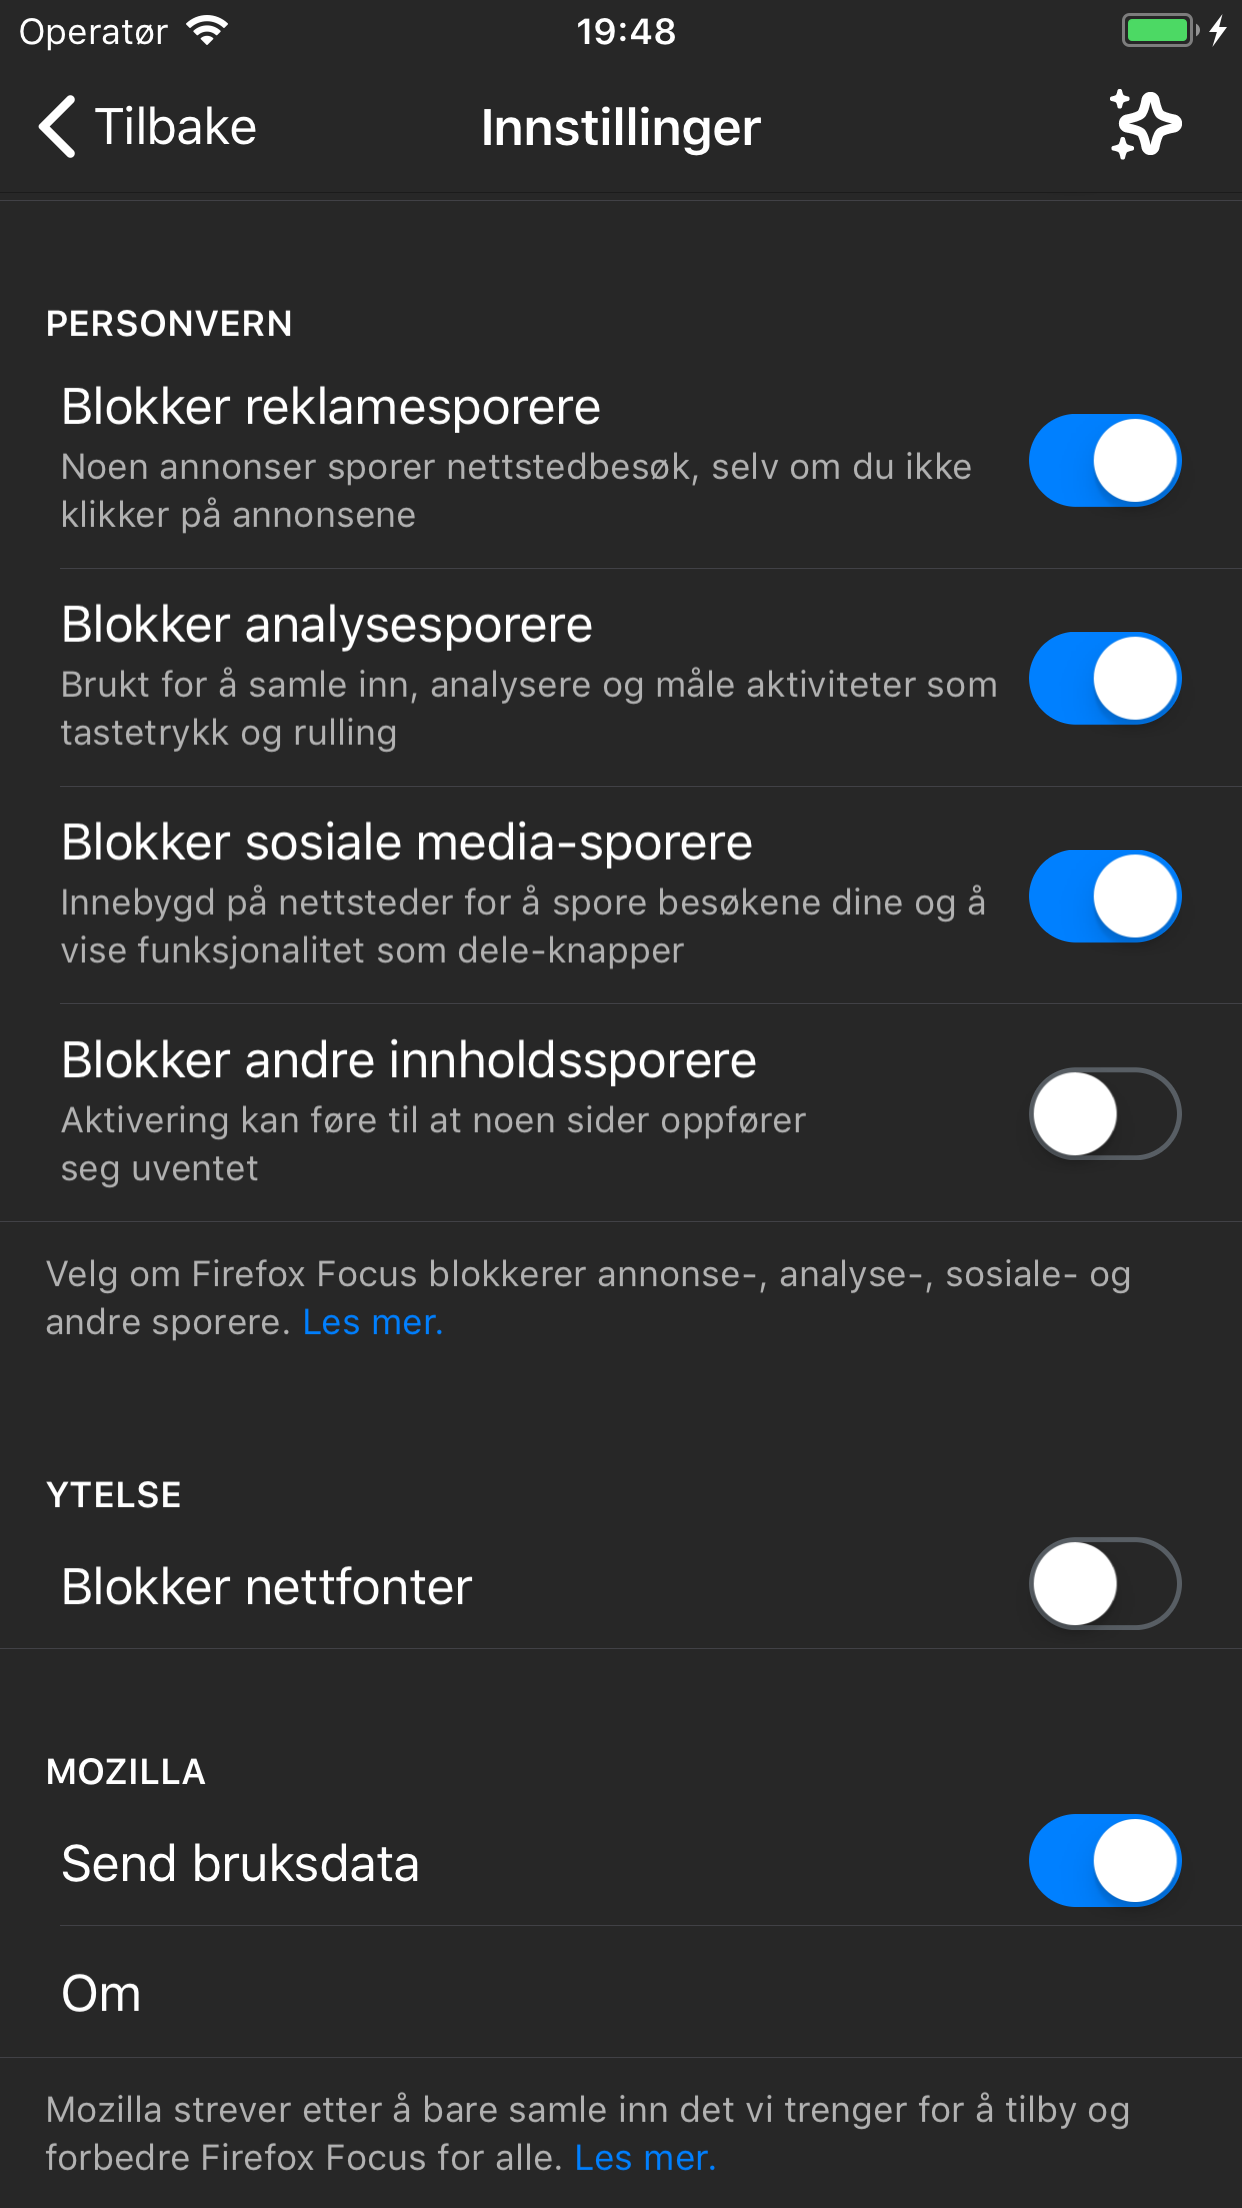 Operatør
19:48
Tilbake
Innstillinger
PERSONVERN
Blokker reklamesporere
Noen annonser sporer nettstedbesøk, selv om du ikke
klikker på annonsene
Blokker analysesporere
Brukt for å samle inn, analysere og måle aktiviteter som
tastetrykk og rulling
Blokker sosiale media-sporere
Innebygd på nettsteder for å spore besøkene dine og å
vise funksjonalitet som dele-knapper
Blokker andre innholdssporere
Aktivering kan føre til at noen sider oppfører
seg uventet
Velg om Firefox Focus blokkerer annonse-, analyse-, sosiale- og
andre sporere. Les mer.
YTELSE
Blokker nettfonter
MOZILLA
Send bruksdata
Om
Mozilla strever etter å bare samle inn det vi trenger for å tilby og
forbedre Firefox Focus for alle. Les mer.